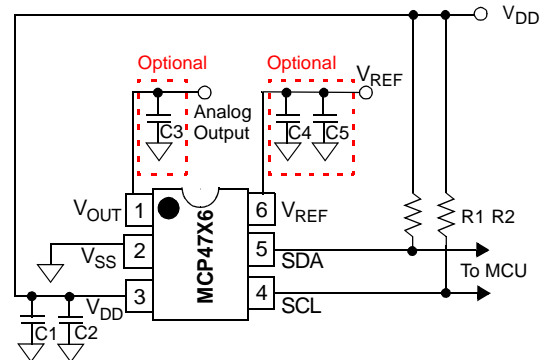 VDD
Optional
Optional
VREF
Analog
Output
C3
C4
C5
VOUT
1
6
VREF
R1 R2
VSS
2
5
SDA
MCP47X6
To MCU
VDD
3
4
SCL
C1
C2